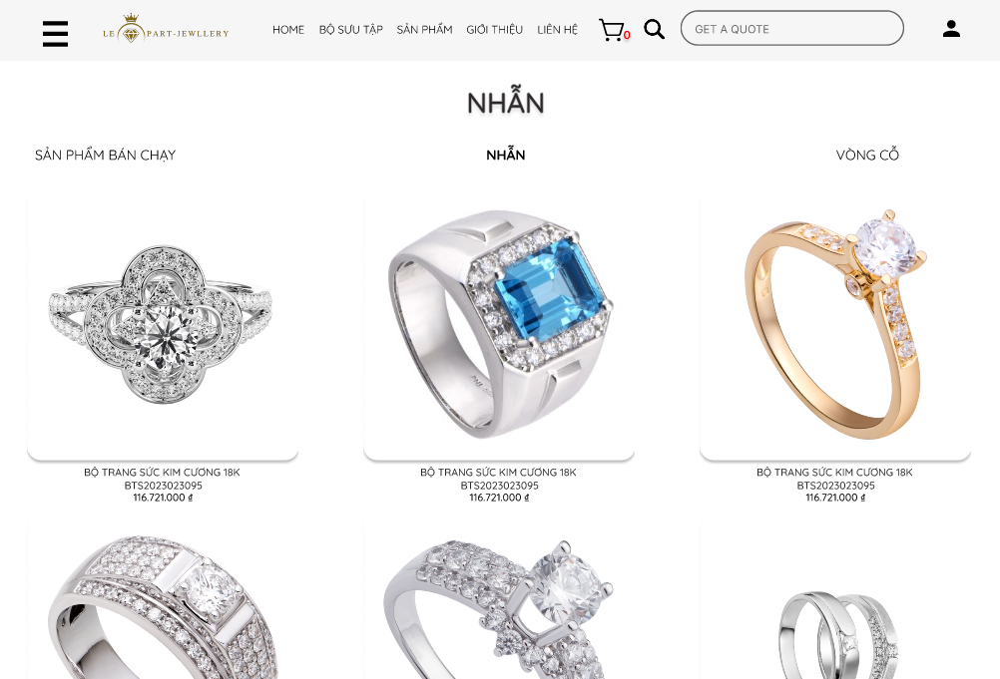 LE PART-JEWLLERY
HOME BỘ SƯU TẬP SẢN PHẨM GIỚI THIỆU LIÊN HỆ 0 GET A QUOTE
NHẪN
SẢN PHẨM BÁN CHẠY NHẪN VÒNG CỔ
BỘ TRANG SỨC KIM CƯƠNG 18K
BTS2023023095
116.721.000 ₫
BỘ TRANG SỨC KIM CƯƠNG 18K
BTS2023023095
116.721.000 ₫
BỘ TRANG SỨC KIM CƯƠNG 18K
BTS2023023095
116.721.000 ₫